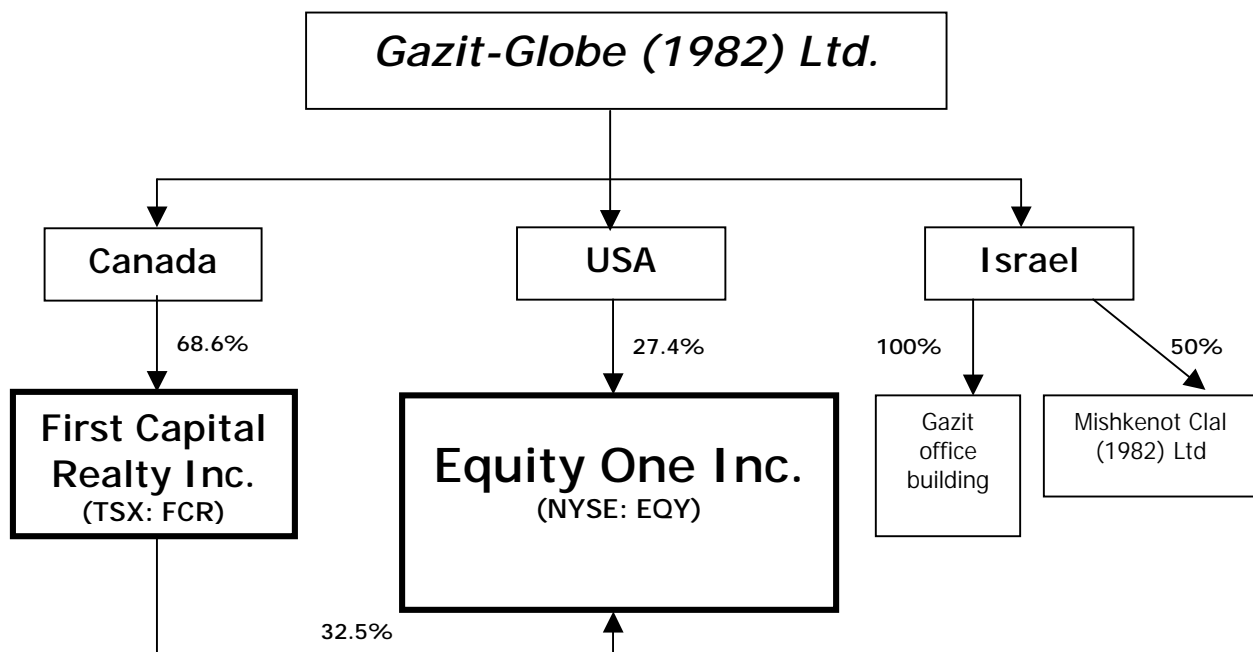 Gazit-Globe (1982) Ltd.
Canada
USA
Israel
68.6%
27.4%
100%
50%
First Capital
Realty Inc.
(TSX: FCR)
Equity One Inc.
(NYSE: EQY)
Gazit
office
building
Mishkenot Clal
(1982) Ltd
32.5%